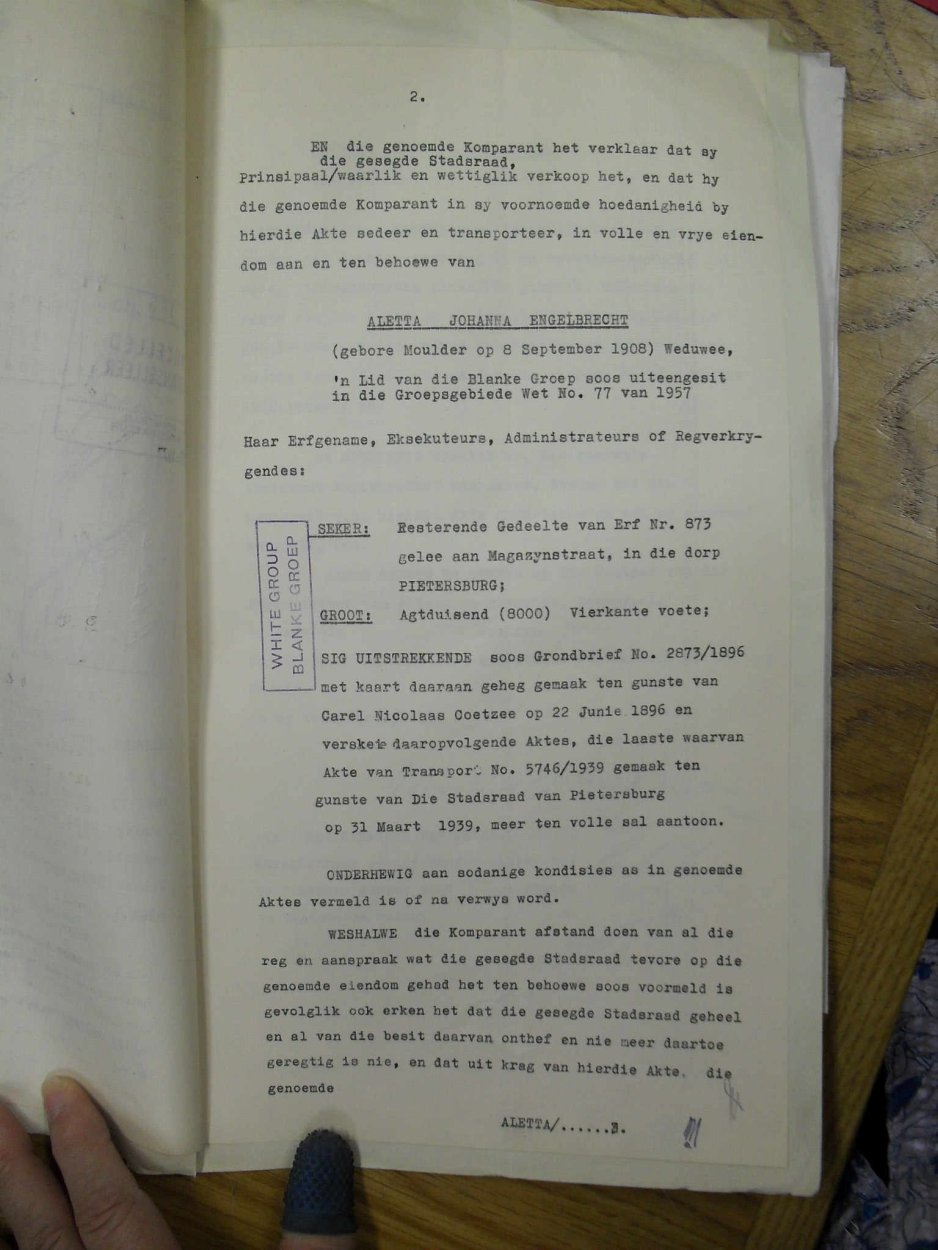 2.
EN die genoemde Komparant het verklaar dat sy
die gesegde Stadsraad,
Prinsipaal/waarlik en wettiglik verkoop het, en dat hy
die genoemde Komparant in sy voornoemde hoedanigheid by
hierdie Akte sedeer en transporteer, in volle en vrye eien-
dom aan en ten behoewe van
ALETTA JOHANNA ENGELBRECHT
(gebore Moulder op 8 September 1908) Weduwee,
'n Lid van die Blanke Groep soos uiteengesit
in die Groepsgebiede Wet No. 77 van 1957
Haar Erfgename, Eksekuteurs, Administrateurs of Regverkry-
gendes:
WHITE GROUP
BLANKE GROEP
SEKER: Resterende Gedeelte van Erf Nr. 873
gelee aan Magazynstraat, in die dorp
PIETERSBURG;
GROOT: Agtduisend (8000) Vierkante voete;
SIG UITSTREKKENDE soos Grondbrief No. 2873/1896
met kaart daaraan geheg gemaak ten gunste van
Carel Nicolaas Coetzee op 22 Junie 1896 en
verskeie daaropvolgende Aktes, die laaste waarvan
Akte van Transport No. 5746/1939 gemaak ten
gunste van Die Stadsraad van Pietersburg
op 31 Maart 1939, meer ten volle sal aantoon.
ONDERHEWIG aan sodanige kondisies as in genoemde
Aktes vermeld is of na verwys word.
WESHALWE die Komparant afstand doen van al die
reg en aanspraak wat die gesegde Stadsraad tevore op die
genoemde eiendom gehad het ten behoewe soos voormeld is
gevolglik ook erken het dat die gesegde Stadsraad geheel
en al van die besit daarvan onthef en nie meer daartoe
geregtig is nie, en dat uit krag van hierdie Akte, die
genoemde
ALETTA/......3.